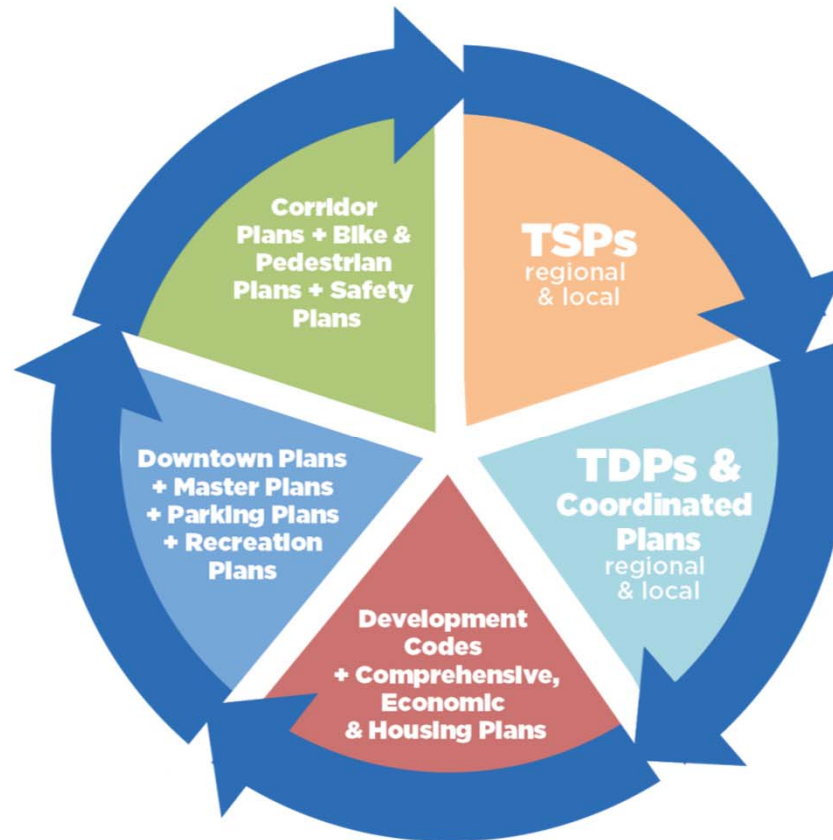 Corridor
Plans + Bike &
Pedestrian
Plans + Safety
Plans
TSPs
regional
& local
TDPs &
Coordinated
Plans
regional
& local
Development
Codes
+ Comprehensive,
Economic
& Housing Plans
Downtown Plans
+ Master Plans
+ Parking Plans
+ Recreation
Plans